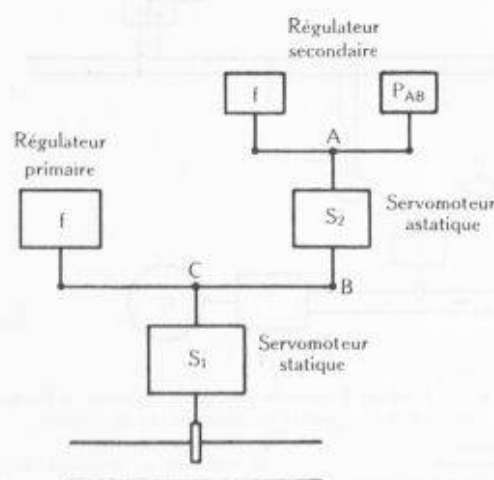 Régulateur
secondaire
f
P_AB
A
Régulateur
primaire
f
S₂
Servomoteur
astatique
C
B
S₁
Servomoteur
statique